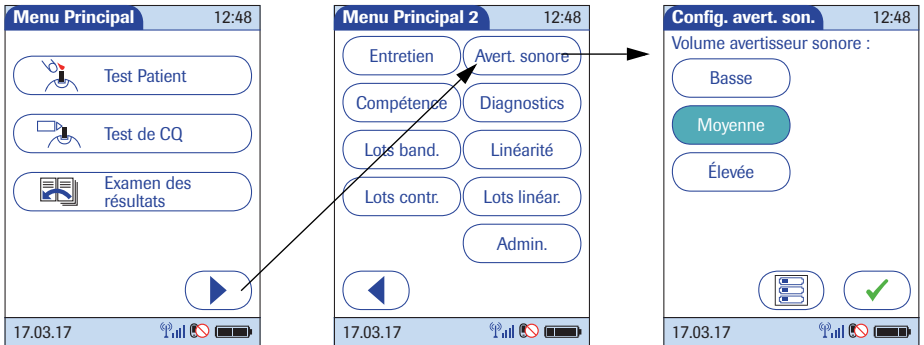 Menu Principal 12:48
Test Patient
Test de CQ
Examen des
résultats
17.03.17
Menu Principal 2 12:48
Entretien Avert. sonore
Compétence Diagnostics
Lots band. Linéarité
Lots contr. Lots linéar.
Admin.
17.03.17
Config. avert. son. 12:48
Volume avertisseur sonore :
Basse
Moyenne
Élevée
17.03.17